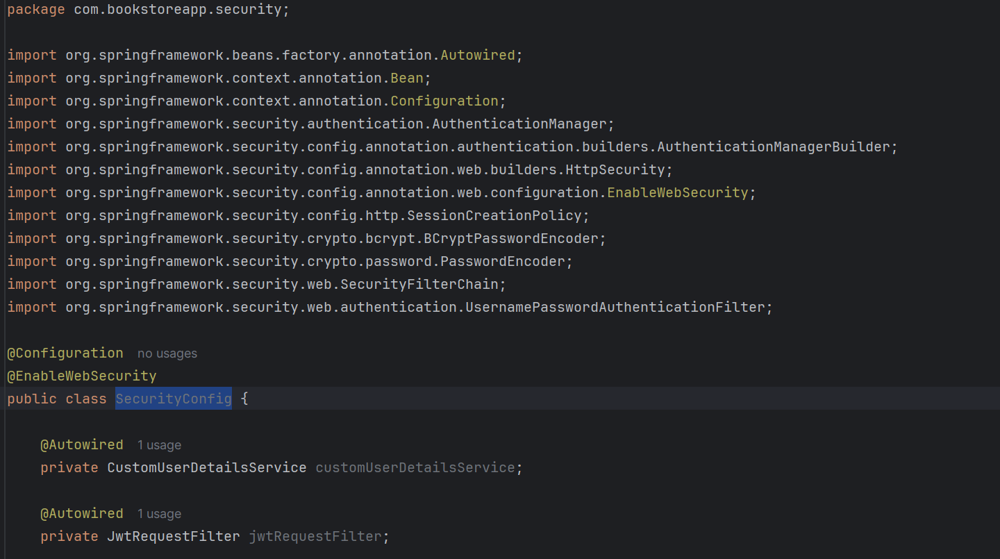 package com.bookstoreapp.security;
import org.springframework.beans.factory.annotation.Autowired;
import org.springframework.context.annotation.Bean;
import org.springframework.context.annotation.Configuration;
import org.springframework.security.authentication.AuthenticationManager;
import org.springframework.security.config.annotation.authentication.builders.AuthenticationManagerBuilder;
import org.springframework.security.config.annotation.web.builders.HttpSecurity;
import org.springframework.security.config.annotation.web.configuration.EnableWebSecurity;
import org.springframework.security.config.http.SessionCreationPolicy;
import org.springframework.security.crypto.bcrypt.BCryptPasswordEncoder;
import org.springframework.security.crypto.password.PasswordEncoder;
import org.springframework.security.web.SecurityFilterChain;
import org.springframework.security.web.authentication.UsernamePasswordAuthenticationFilter;
@Configuration no usages
@EnableWebSecurity
public class SecurityConfig {
@Autowired 1 usage
private CustomUserDetailsService customUserDetailsService;
@Autowired 1 usage
private JwtRequestFilter jwtRequestFilter;